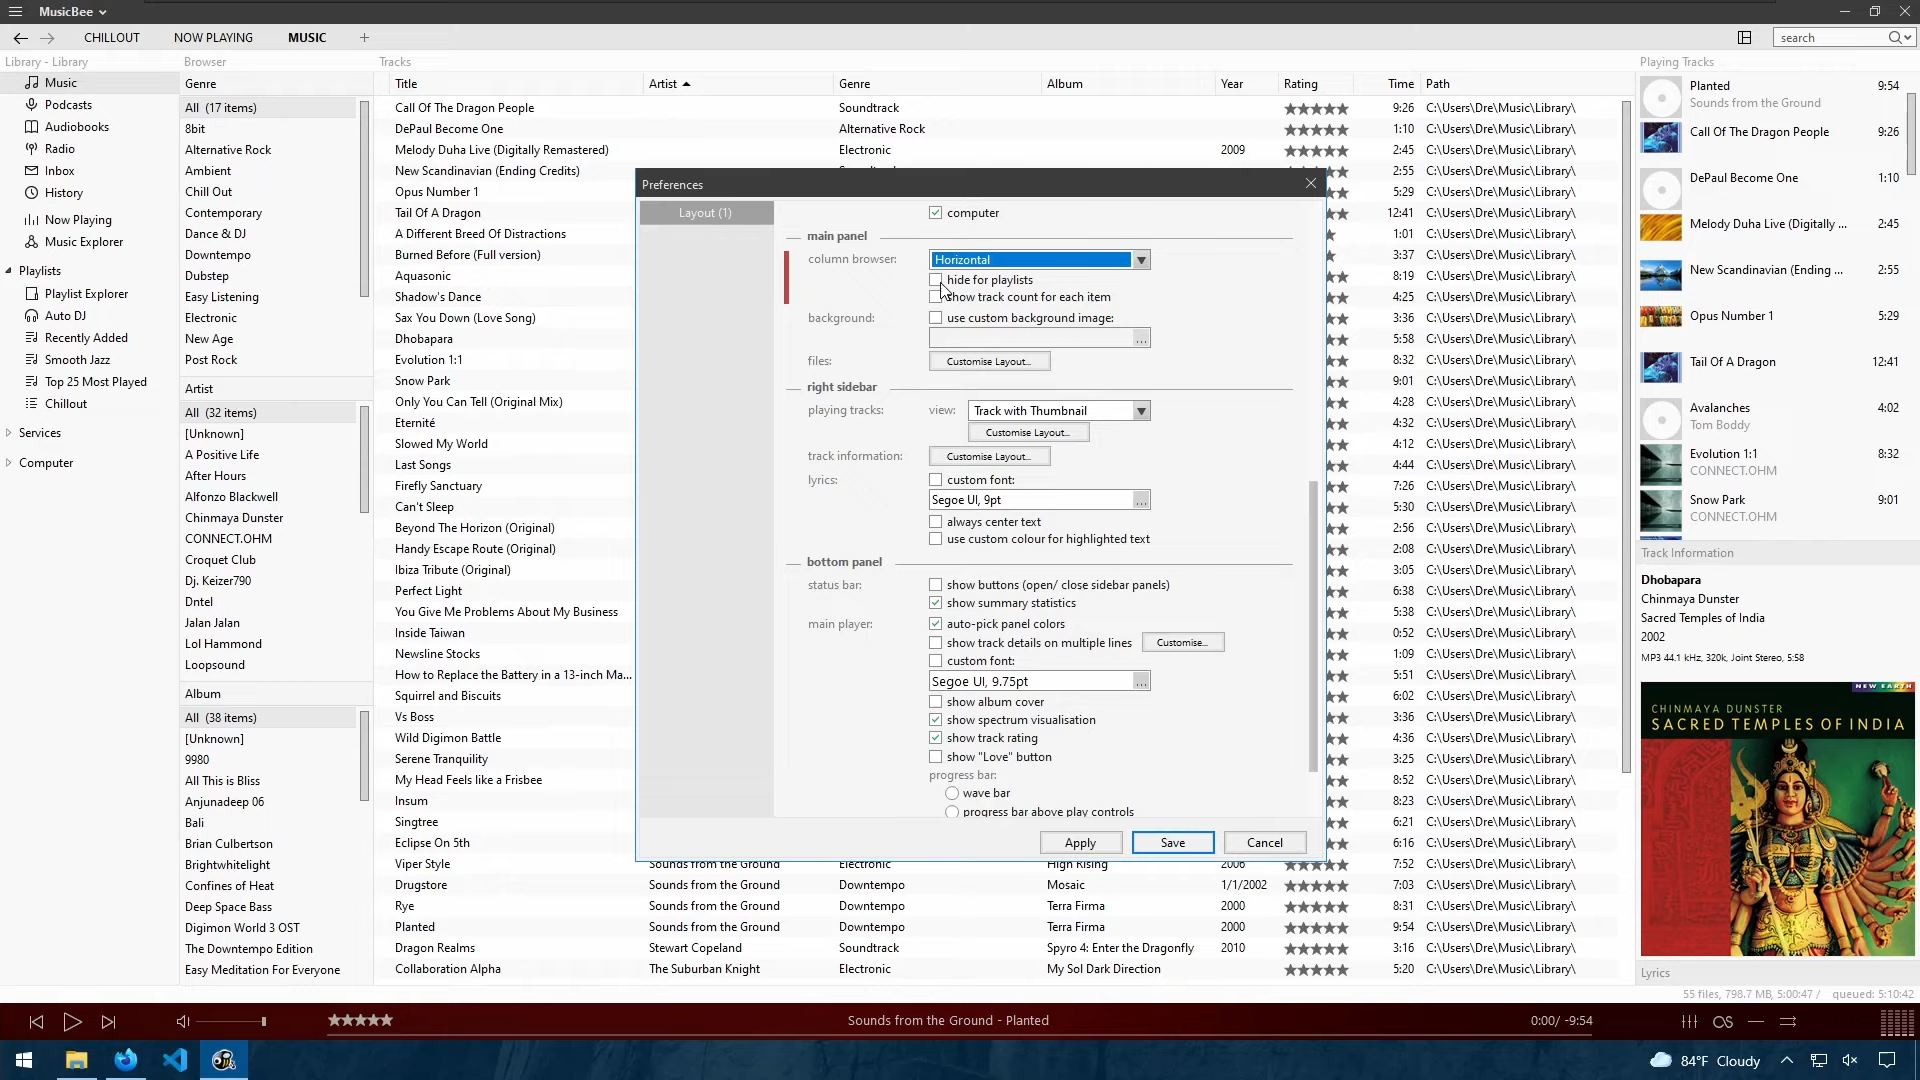 MusicBee
CHILLOUT NOW PLAYING MUSIC search
Library - Library
Music
Podcasts
Audiobooks
Radio
Inbox
History
Now Playing
Music Explorer
Playlists
Playlist Explorer
Auto DJ
Recently Added
Smooth Jazz
Top 25 Most Played
Chillout
Services
Computer
Browser
Genre
All (17 items)
8bit
Alternative Rock
Ambient
Chill Out
Contemporary
Dance & DJ
Downtempo
Dubstep
Easy Listening
Electronic
New Age
Post Rock
Artist
All (32 items)
[Unknown]
A Positive Life
After Hours
Alfonzo Blackwell
Chinmaya Dunster
CONNECT.OHM
Croquet Club
Dj. Keizer790
Dntel
Jalan Jalan
Lol Hammond
Loopsound
Album
All (38 items)
[Unknown]
9980
All This is Bliss
Anjunadeep 06
Bali
Brian Culbertson
Brightwhitelight
Confines of Heat
Deep Space Bass
Digimon World 3 OST
The Downtempo Edition
Easy Meditation For Everyone
Tracks
Title Artist Genre Album Year Rating Time Path
Call Of The Dragon People Soundtrack 9:26 C:\Users\Dre\Music\Library\
DePaul Become One Alternative Rock 1:10 C:\Users\Dre\Music\Library\
Melody Duha Live (Digitally Remastered) Electronic 2009 2:45 C:\Users\Dre\Music\Library\
New Scandinavian (Ending Credits) 2:55 C:\Users\Dre\Music\Library\
Opus Number 1 5:29 C:\Users\Dre\Music\Library\
Tail Of A Dragon 12:41 C:\Users\Dre\Music\Library\
A Different Breed Of Distractions 1:01 C:\Users\Dre\Music\Library\
Burned Before (Full version) 3:37 C:\Users\Dre\Music\Library\
Aquasonic 8:19 C:\Users\Dre\Music\Library\
Shadow's Dance 4:25 C:\Users\Dre\Music\Library\
Sax You Down (Love Song) 3:36 C:\Users\Dre\Music\Library\
Dhobapara 5:58 C:\Users\Dre\Music\Library\
Evolution 1:1 8:32 C:\Users\Dre\Music\Library\
Snow Park 9:01 C:\Users\Dre\Music\Library\
Only You Can Tell (Original Mix) 4:28 C:\Users\Dre\Music\Library\
Eternité 4:32 C:\Users\Dre\Music\Library\
Slowed My World 4:12 C:\Users\Dre\Music\Library\
Last Songs 4:44 C:\Users\Dre\Music\Library\
Firefly Sanctuary 7:26 C:\Users\Dre\Music\Library\
Can't Sleep 5:30 C:\Users\Dre\Music\Library\
Beyond The Horizon (Original) 2:56 C:\Users\Dre\Music\Library\
Handy Escape Route (Original) 2:08 C:\Users\Dre\Music\Library\
Ibiza Tribute (Original) 3:05 C:\Users\Dre\Music\Library\
Perfect Light 6:38 C:\Users\Dre\Music\Library\
You Give Me Problems About My Business 5:38 C:\Users\Dre\Music\Library\
Inside Taiwan 0:52 C:\Users\Dre\Music\Library\
Newsline Stocks 1:09 C:\Users\Dre\Music\Library\
How to Replace the Battery in a 13-inch Ma... 5:51 C:\Users\Dre\Music\Library\
Squirrel and Biscuits 6:02 C:\Users\Dre\Music\Library\
Vs Boss 3:36 C:\Users\Dre\Music\Library\
Wild Digimon Battle 4:36 C:\Users\Dre\Music\Library\
Serene Tranquility 3:25 C:\Users\Dre\Music\Library\
My Head Feels like a Frisbee 8:52 C:\Users\Dre\Music\Library\
Insum 8:23 C:\Users\Dre\Music\Library\
Singtree 6:21 C:\Users\Dre\Music\Library\
Eclipse On 5th 6:16 C:\Users\Dre\Music\Library\
Viper Style Sounds from the Ground Electronic High Rising 2006 7:52 C:\Users\Dre\Music\Library\
Drugstore Sounds from the Ground Downtempo Mosaic 1/1/2002 7:03 C:\Users\Dre\Music\Library\
Rye Sounds from the Ground Downtempo Terra Firma 2000 8:31 C:\Users\Dre\Music\Library\
Planted Sounds from the Ground Downtempo Terra Firma 2000 9:54 C:\Users\Dre\Music\Library\
Dragon Realms Stewart Copeland Soundtrack Spyro 4: Enter the Dragonfly 2010 3:16 C:\Users\Dre\Music\Library\
Collaboration Alpha The Suburban Knight Electronic My Sol Dark Direction 5:20 C:\Users\Dre\Music\Library\
Preferences
Layout (1)
computer
main panel
column browser: Horizontal
hide for playlists
show track count for each item
background: use custom background image:
...
files: Customise Layout...
right sidebar
playing tracks: view: Track with Thumbnail
Customise Layout...
track information: Customise Layout...
lyrics: custom font:
Segoe UI, 9pt ...
always center text
use custom colour for highlighted text
bottom panel
status bar: show buttons (open/ close sidebar panels)
show summary statistics
main player: auto-pick panel colors
show track details on multiple lines Customise...
custom font:
Segoe UI, 9.75pt ...
show album cover
show spectrum visualisation
show track rating
show "Love" button
progress bar:
wave bar
progress bar above play controls
Apply Save Cancel
Playing Tracks
Planted 9:54
Sounds from the Ground
Call Of The Dragon People 9:26
DePaul Become One 1:10
Melody Duha Live (Digitally ... 2:45
New Scandinavian (Ending ... 2:55
Opus Number 1 5:29
Tail Of A Dragon 12:41
Avalanches 4:02
Tom Boddy
Evolution 1:1 8:32
CONNECT.OHM
Snow Park 9:01
CONNECT.OHM
Track Information
Dhobapara
Chinmaya Dunster
Sacred Temples of India
2002
MP3 44.1 kHz, 320k, Joint Stereo, 5:58
NEW EARTH
CHINMAYA DUNSTER
SACRED TEMPLES OF INDIA
Lyrics
55 files, 798.7 MB, 5:00:47 / queued: 5:10:42
Sounds from the Ground - Planted 0:00/ -9:54
84°F Cloudy